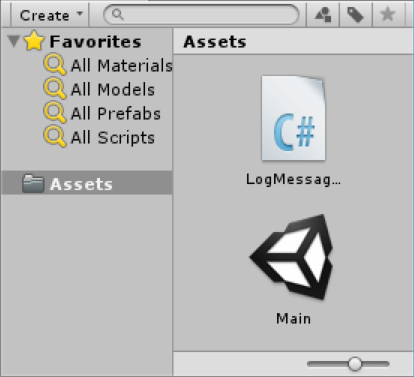 Create
Favorites
All Materials
All Models
All Prefabs
All Scripts
Assets
Assets
C#
LogMessag...
Main